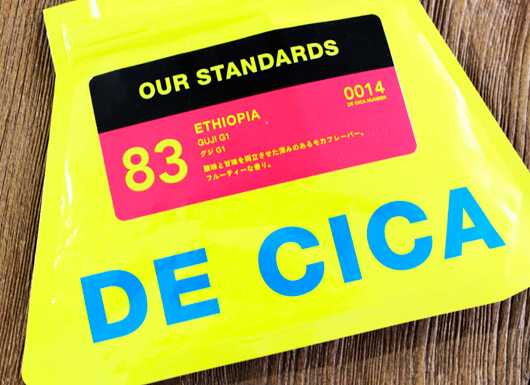 OUR STANDARDS
83
ETHIOPIA
GUJI G1
グジ G1
酸味と甘味を両立させた深みのあるモカフレーバー。
フルーティーな香り。
0014
DE CICA NUMBER
DE CICA